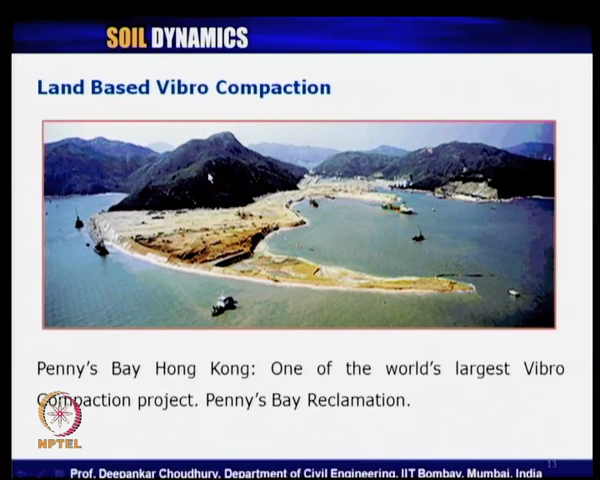 SOIL DYNAMICS
Land Based Vibro Compaction
Penny's Bay Hong Kong: One of the world's largest Vibro
Compaction project. Penny's Bay Reclamation.
NPTEL
13
Prof. Deepankar Choudhury, Department of Civil Engineering, IIT Bombay, Mumbai, India